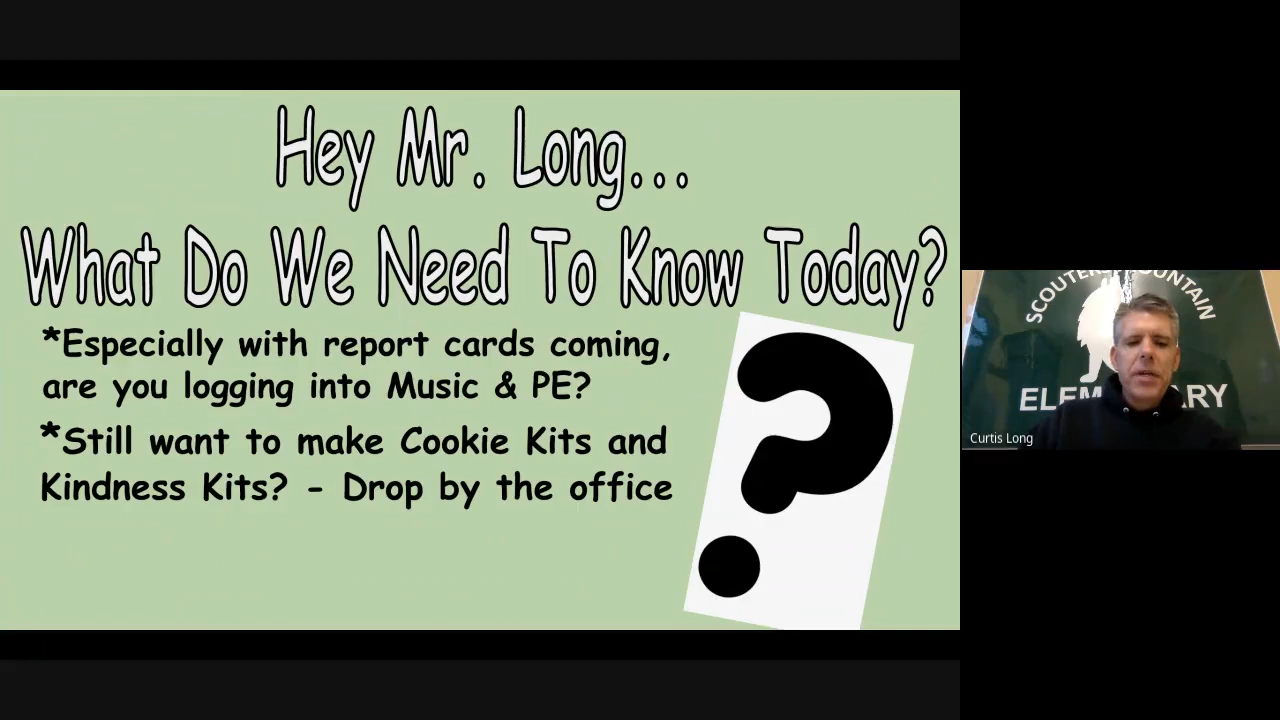 Hey Mr. Long...
What Do We Need To Know Today?
*Especially with report cards coming,
are you logging into Music & PE?
*Still want to make Cookie Kits and
Kindness Kits? - Drop by the office
?
ELEM ARY
Curtis Long